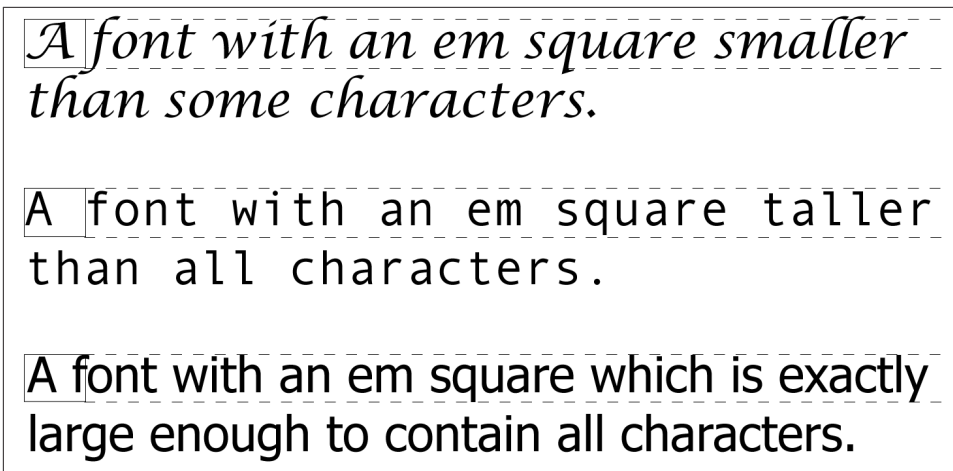 A font with an em square smaller
than some characters.
A font with an em square taller
than all characters.
A font with an em square which is exactly
large enough to contain all characters.